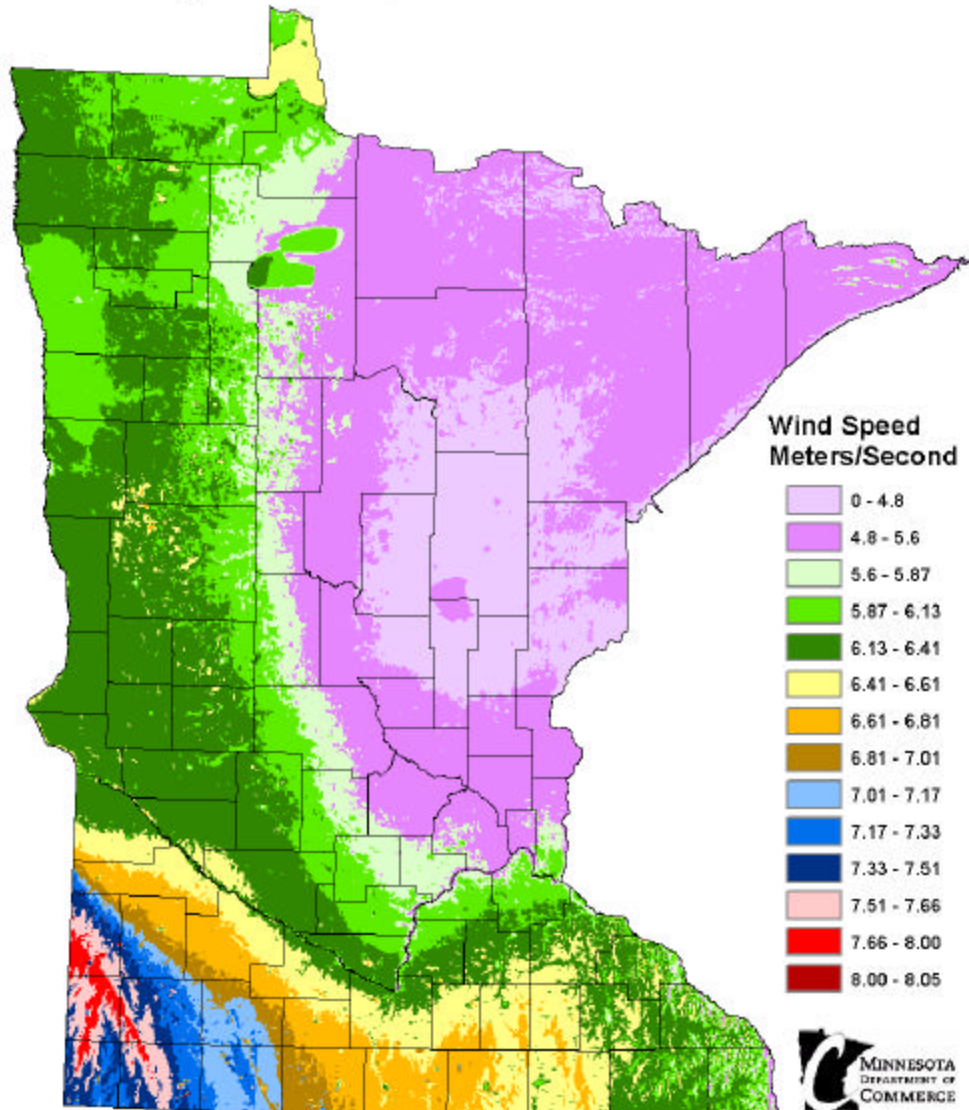 Wind Speed
Meters/Second
0 - 4.8
4.8 - 5.6
5.6 - 5.87
5.87 - 6.13
6.13 - 6.41
6.41 - 6.61
6.61 - 6.81
6.81 - 7.01
7.01 - 7.17
7.17 - 7.33
7.33 - 7.51
7.51 - 7.66
7.66 - 8.00
8.00 - 8.05
MINNESOTA
DEPARTMENT OF
COMMERCE